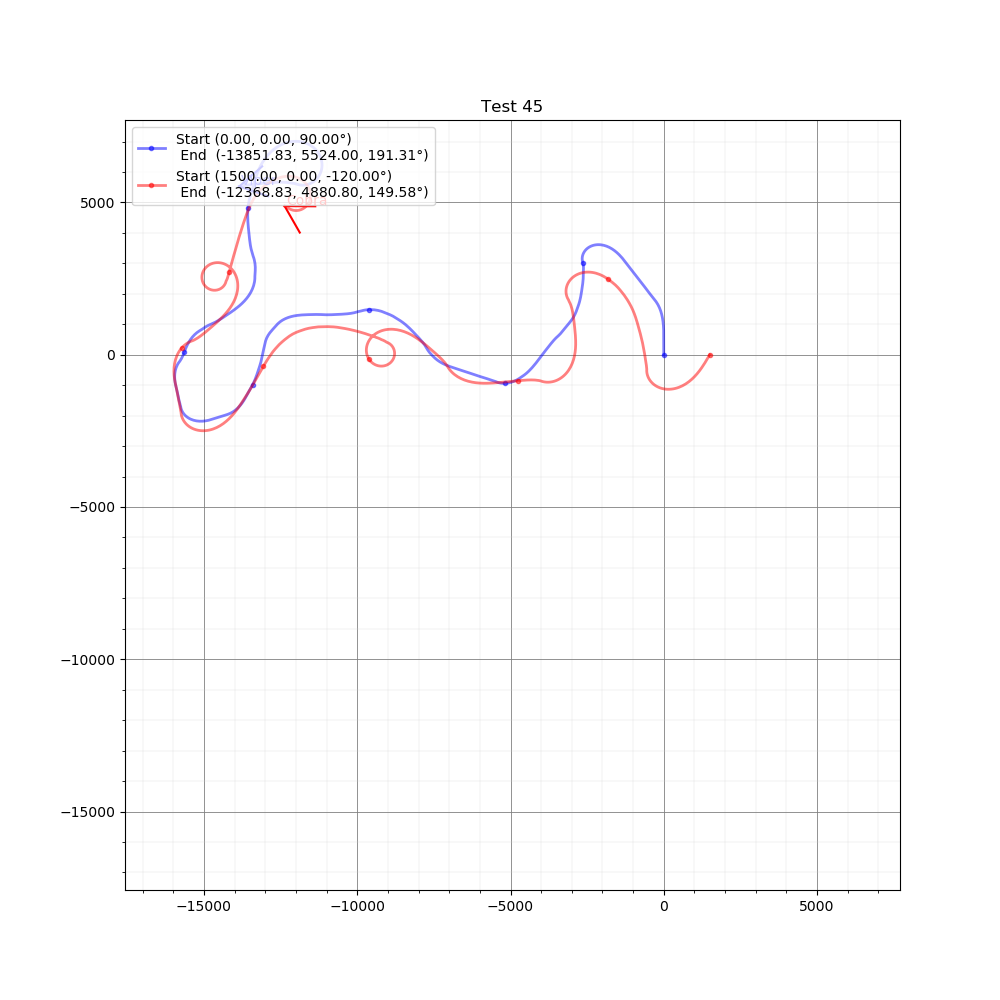 Test 45
Start (0.00, 0.00, 90.00°)
End (-13851.83, 5524.00, 191.31°)
Start (1500.00, 0.00, -120.00°)
End (-12368.83, 4880.80, 149.58°)
Cobra
5000
0
−5000
−10000
−15000
−15000 −10000 −5000 0 5000